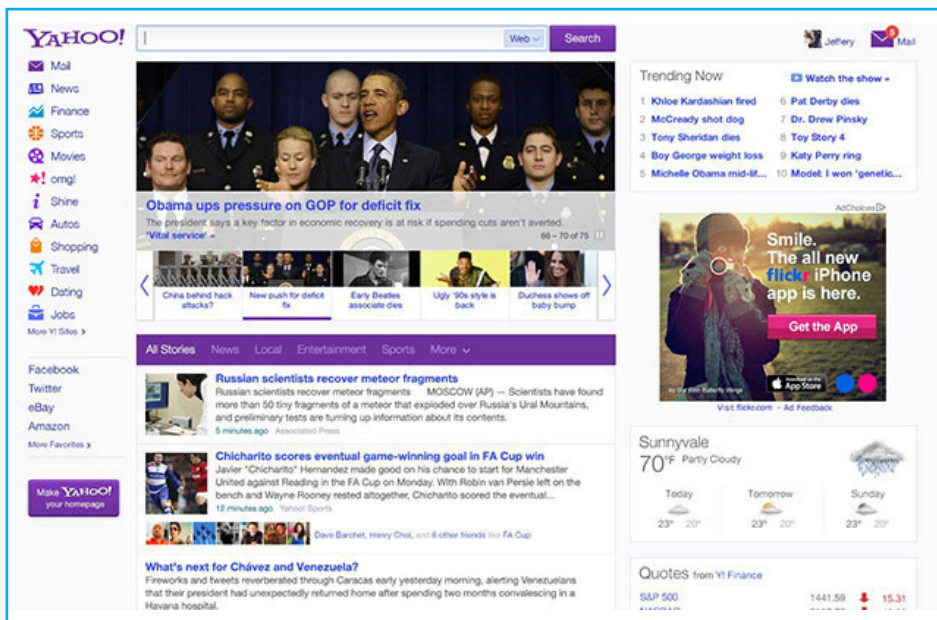 YAHOO!
Web
Search
Jeffery
5
Mail
Mail
News
Finance
Sports
Movies
omg!
Shine
Autos
Shopping
Travel
Dating
Jobs
More Y! Sites >
Facebook
Twitter
eBay
Amazon
More Favorites >
Make YAHOO!
your homepage
Obama ups pressure on GOP for deficit fix
The president says a key factor in economic recovery is at risk if spending cuts aren't averted.
'Vital service' »
66 – 70 of 75
China behind hack
attacks?
New push for deficit
fix
Early Beatles
associate dies
Ugly '90s style is
back
Duchess shows off
baby bump
All Stories News Local Entertainment Sports More
Russian scientists recover meteor fragments
Russian scientists recover meteor fragments MOSCOW (AP) — Scientists have found
more than 50 tiny fragments of a meteor that exploded over Russia's Ural Mountains,
and preliminary tests are turning up information about its contents.
5 minutes ago Associated Press
Chicharito scores eventual game-winning goal in FA Cup win
Javier "Chicharito" Hernandez made good on his chance to start for Manchester
United against Reading in the FA Cup on Monday. With Robin van Persie left on the
bench and Wayne Rooney rested altogether, Chicharito scored the eventual...
12 minutes ago Yahoo! Sports
Dave Barchet, Henry Choi, and 8 other friends like FA Cup
What's next for Chávez and Venezuela?
Fireworks and tweets reverberated through Caracas early yesterday morning, alerting Venezuelans
that their president had unexpectedly returned home after spending two months convalescing in a
Havana hospital.
Trending Now
Watch the show »
1 Khloe Kardashian fired
2 McCready shot dog
3 Tony Sheridan dies
4 Boy George weight loss
5 Michelle Obama mid-lif...
6 Pat Derby dies
7 Dr. Drew Pinsky
8 Toy Story 4
9 Katy Perry ring
10 Model: I won 'genetic...
AdChoices
Smile.
The all new
flickr iPhone
app is here.
Get the App
Download on the
App Store
Visit flickr.com - Ad Feedback
Sunnyvale
70°F Partly Cloudy
Today
23° 20°
Tomorrow
23° 20°
Sunday
23° 20°
Quotes from Y! Finance
S&P 500 1441.59 15.31